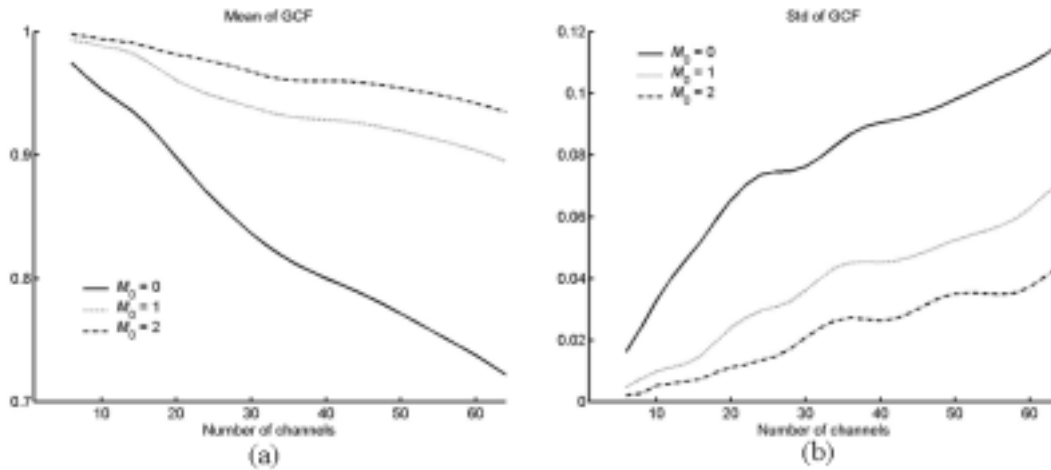 Mean of GCF
1
0.9
0.8
0.7
M0 = 0
M0 = 1
M0 = 2
10 20 30 40 50 60
Number of channels
(a)
Std of GCF
0.12
0.1
0.08
0.06
0.04
0.02
0
M0 = 0
M0 = 1
M0 = 2
10 20 30 40 50 60
Number of channels
(b)